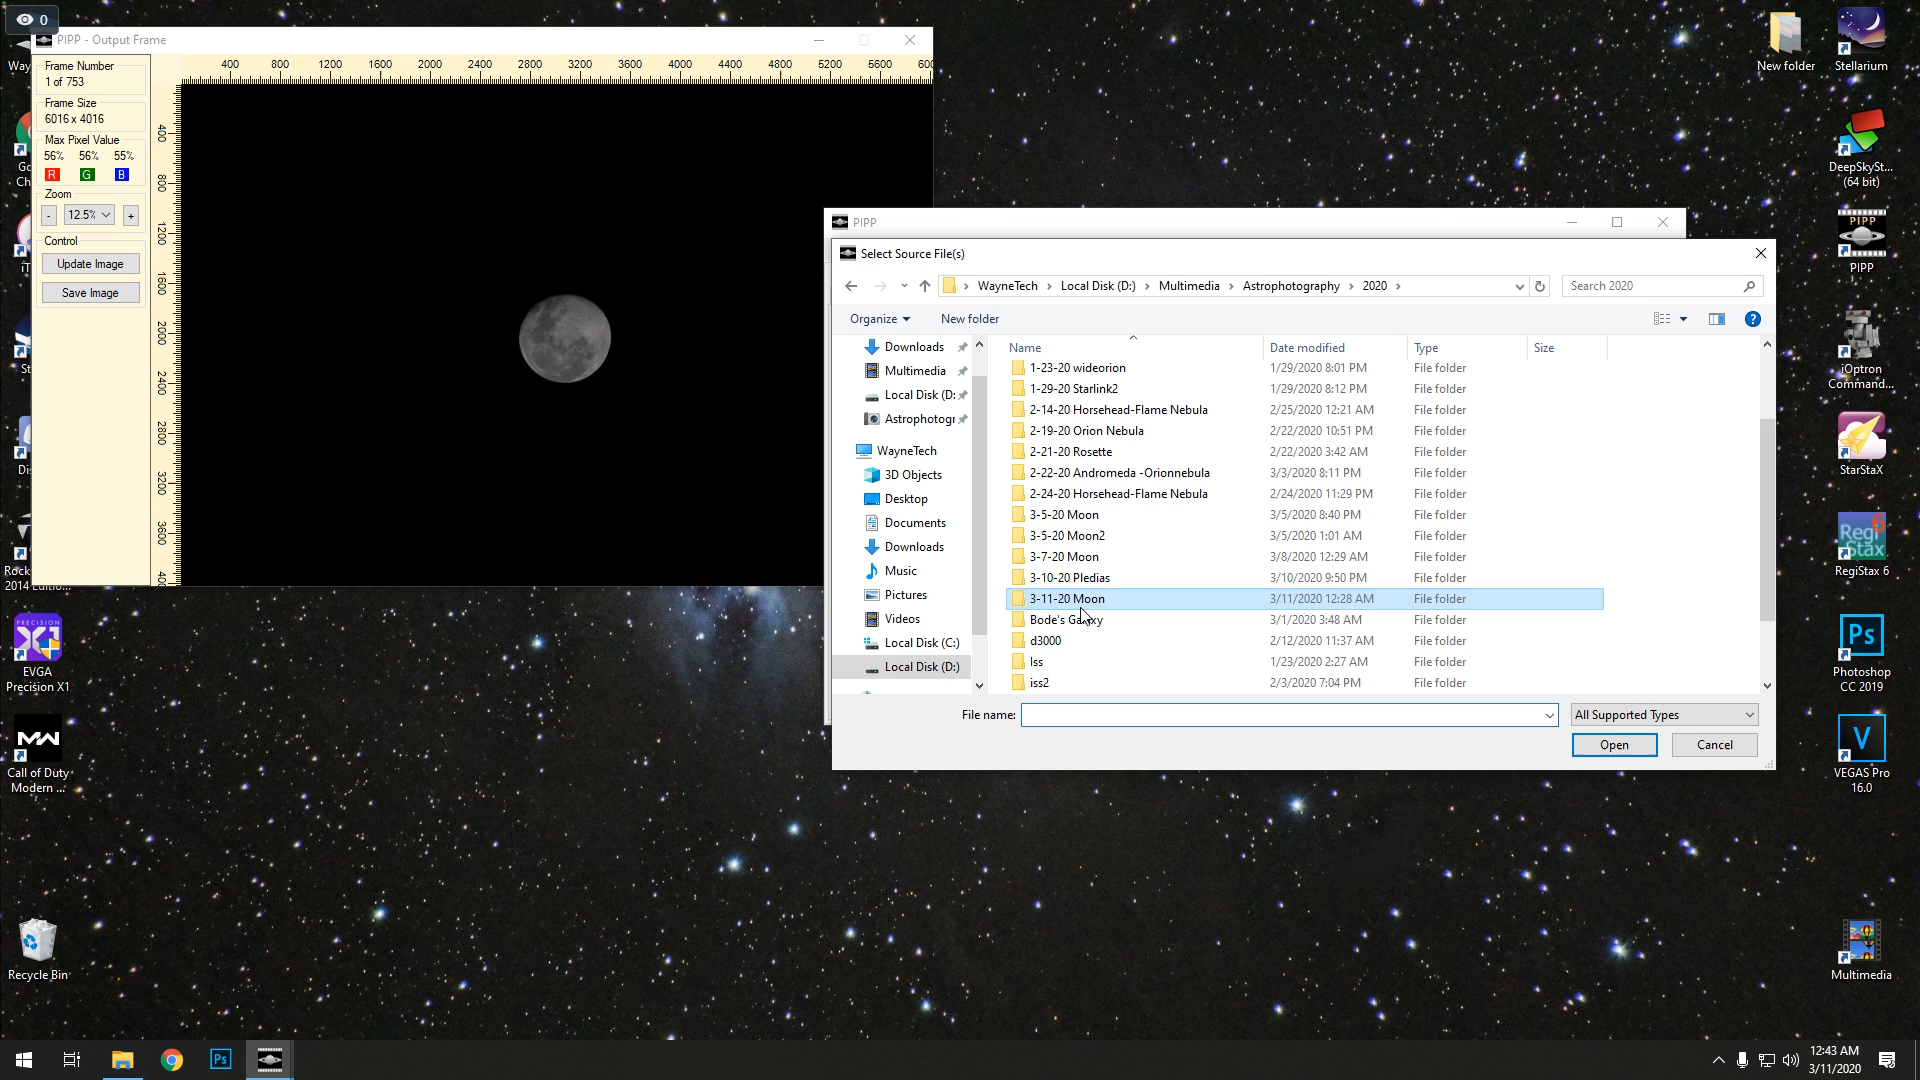 0
PIPP - Output Frame
Frame Number
1 of 753
Frame Size
6016 x 4016
Max Pixel Value
56% 56% 55%
R G B
Zoom
- 12.5% +
Control
Update Image
Save Image
400 800 1200 1600 2000 2400 2800 3200 3600 4000 4400 4800 5200 5600 600
400
800
1200
1600
2000
2400
2800
3200
3600
40
PIPP
Select Source File(s)
WayneTech › Local Disk (D:) › Multimedia › Astrophotography › 2020 ›
Search 2020
Organize
New folder
?
Downloads
Multimedia
Local Disk (D:
Astrophotogr
WayneTech
3D Objects
Desktop
Documents
Downloads
Music
Pictures
Videos
Local Disk (C:)
Local Disk (D:)
Name Date modified Type Size
1-23-20 wideorion 1/29/2020 8:01 PM File folder
1-29-20 Starlink2 1/29/2020 8:12 PM File folder
2-14-20 Horsehead-Flame Nebula 2/25/2020 12:21 AM File folder
2-19-20 Orion Nebula 2/22/2020 10:51 PM File folder
2-21-20 Rosette 2/22/2020 3:42 AM File folder
2-22-20 Andromeda -Orionnebula 3/3/2020 8:11 PM File folder
2-24-20 Horsehead-Flame Nebula 2/24/2020 11:29 PM File folder
3-5-20 Moon 3/5/2020 8:40 PM File folder
3-5-20 Moon2 3/5/2020 1:01 AM File folder
3-7-20 Moon 3/8/2020 12:29 AM File folder
3-10-20 Pledias 3/10/2020 9:50 PM File folder
3-11-20 Moon 3/11/2020 12:28 AM File folder
Bode's Galaxy 3/1/2020 3:48 AM File folder
d3000 2/12/2020 11:37 AM File folder
Iss 1/23/2020 2:27 AM File folder
iss2 2/3/2020 7:04 PM File folder
File name:
All Supported Types
Open
Cancel
Way
Go
Ch
iT
St
Dis
Rock
2014 Editio...
PRECISION
X1
EVGA
Precision X1
MW
Call of Duty
Modern ...
Recycle Bin
New folder
Stellarium
DeepSkySt...
(64 bit)
PIPP
PIPP
iOptron
Comman...
StarStaX
Regi 6
Stax
RegiStax 6
Ps
Photoshop
CC 2019
V
VEGAS Pro
16.0
Multimedia
Ps
12:43 AM
3/11/2020